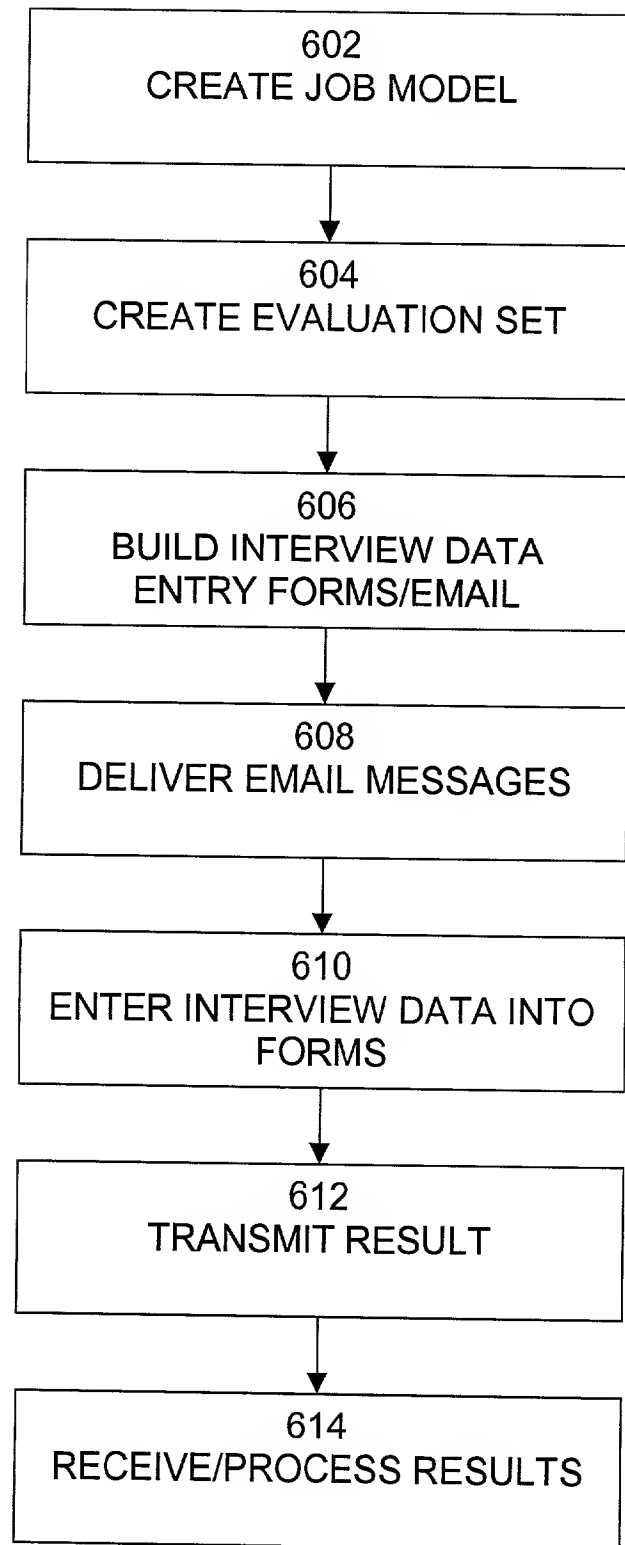 602
CREATE JOB MODEL
604
CREATE EVALUATION SET
606
BUILD INTERVIEW DATA
ENTRY FORMS/EMAIL
608
DELIVER EMAIL MESSAGES
610
ENTER INTERVIEW DATA INTO
FORMS
612
TRANSMIT RESULT
614
RECEIVE/PROCESS RESULTS